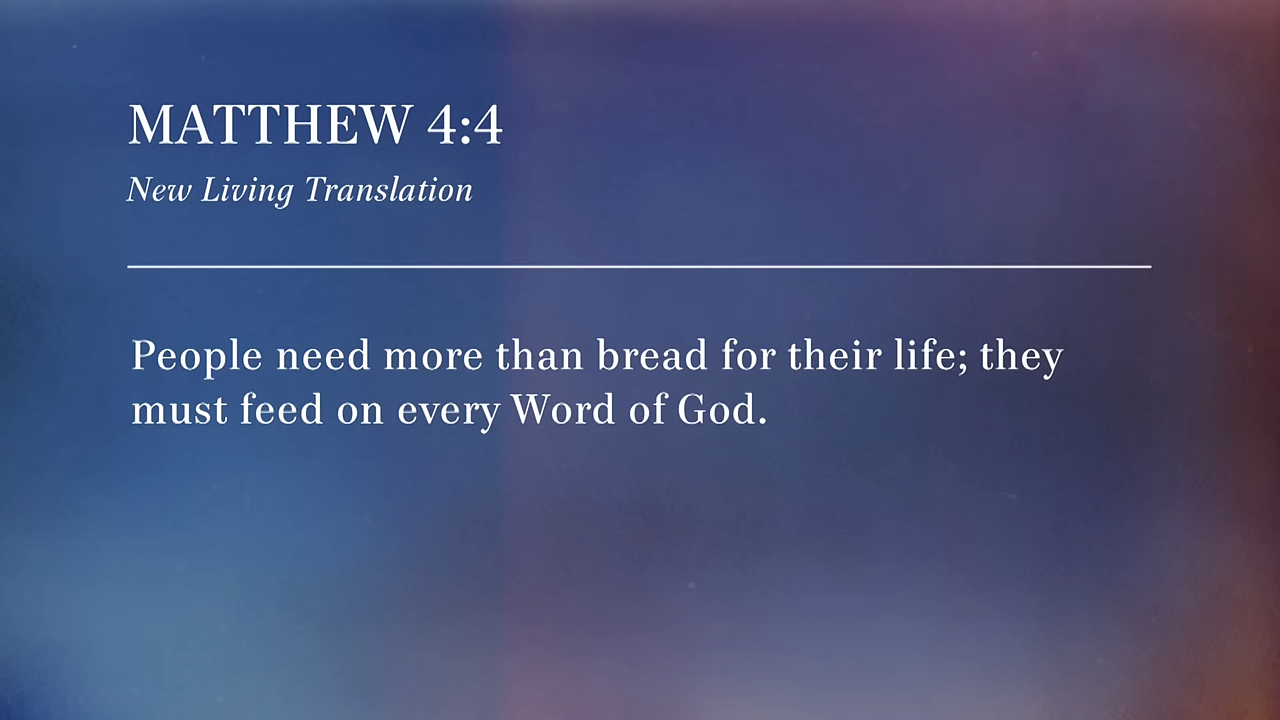 MATTHEW 4:4
New Living Translation
People need more than bread for their life; they
must feed on every Word of God.